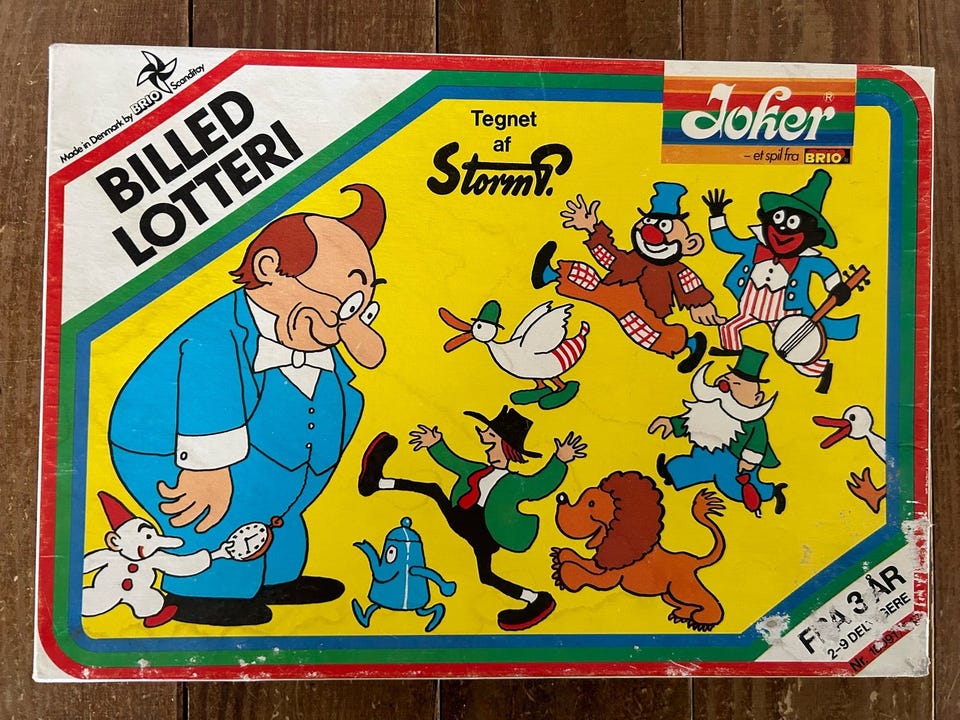 Made in Denmark by BRIO Scanditoy
BILLED
LOTTERI
Tegnet
af
Storm P.
Joker ®
– et spil fra BRIO®
FRA 3 ÅR
2-9 DELTAGERE
Nr.